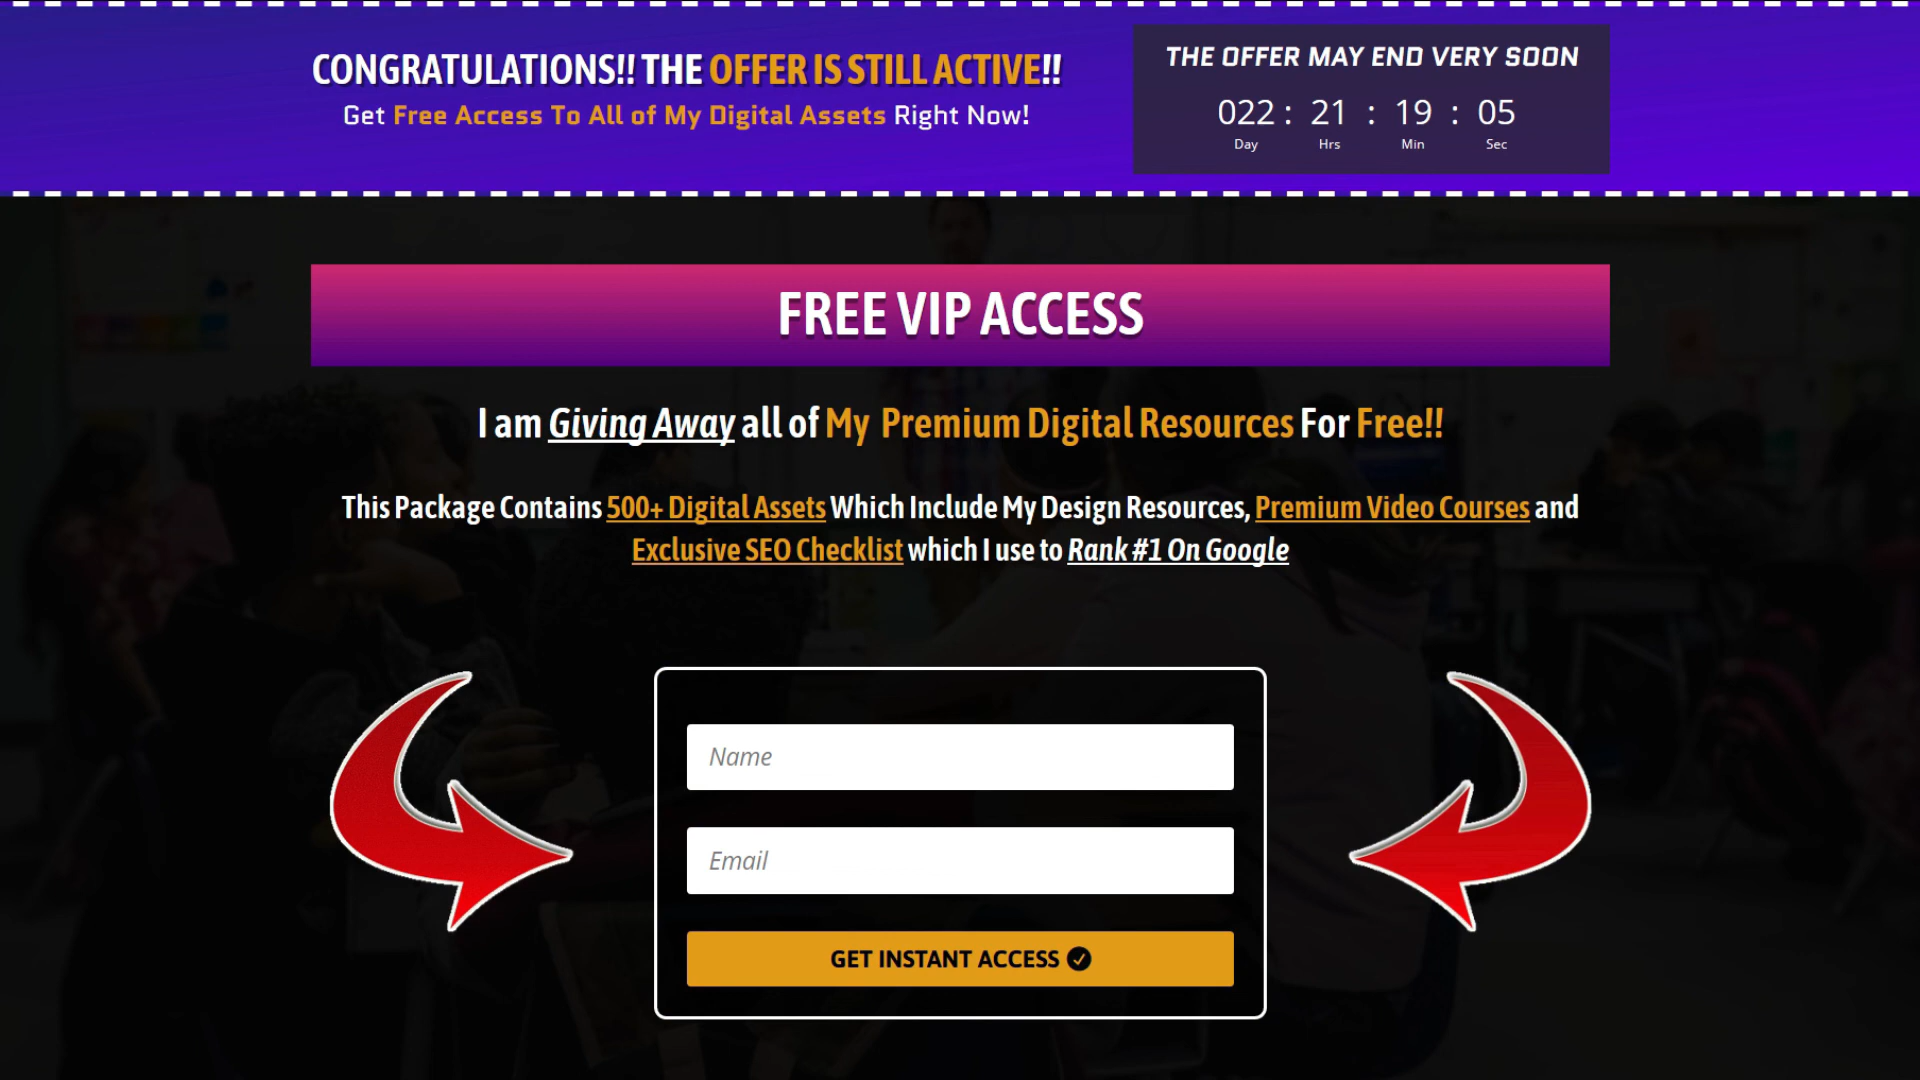 CONGRATULATIONS!! THE OFFER IS STILL ACTIVE!!
Get Free Access To All of My Digital Assets Right Now!
THE OFFER MAY END VERY SOON
022 : 21 : 19 : 05
Day Hrs Min Sec
FREE VIP ACCESS
I am Giving Away all of My Premium Digital Resources For Free!!
This Package Contains 500+ Digital Assets Which Include My Design Resources, Premium Video Courses and
Exclusive SEO Checklist which I use to Rank #1 On Google
Name
Email
GET INSTANT ACCESS